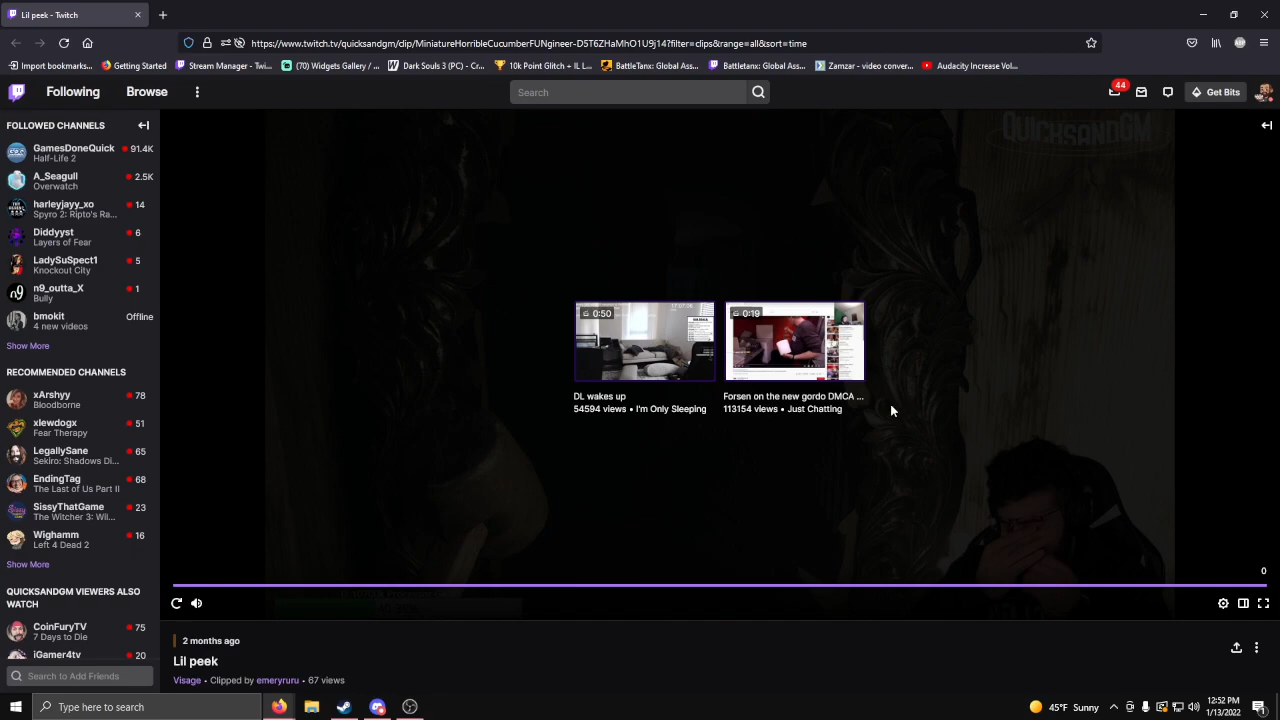 Lil peek - Twitch
https://www.twitch.tv/quicksandgm/clip/MiniatureHorribleCucumberFUNgineer-D5T6ZHaMhO1U9j14?filter=clips&range=all&sort=time
Import bookmarks... Getting Started Stream Manager - Twi... (70) Widgets Gallery / ... Dark Souls 3 (PC) - Cr... 10k Point Glitch + IL L... BattleTanx: Global Ass... Battletanx: Global Ass... Zamzar - video conver... Audacity Increase Vol...
Following Browse Search 44 Get Bits
FOLLOWED CHANNELS
GamesDoneQuick 91.4K
Half-Life 2
A_Seagull 2.5K
Overwatch
harleyjayy_xo 14
Spyro 2: Ripto's Ra...
Diddyyst 6
Layers of Fear
LadySuSpect1 5
Knockout City
n9_outta_X 1
Bully
bmokit Offline
4 new videos
Show More
RECOMMENDED CHANNELS
xArshyy 78
Bloodborne
xlewdogx 51
Fear Therapy
LegallySane 65
Sekiro: Shadows Di...
EndingTag 68
The Last of Us Part II
SissyThatGame 23
The Witcher 3: Wil...
Wighamm 16
Left 4 Dead 2
Show More
QUICKSANDGM VIEWERS ALSO
WATCH
CoinFuryTV 75
7 Days to Die
iGamer4tv 20
Search to Add Friends
QUICKSANDGM
0:50
DL wakes up
54594 views • I'm Only Sleeping
0:19
Forsen on the new gordo DMCA ...
113154 views • Just Chatting
0
2 months ago
Lil peek
Visage • Clipped by emeryruru • 67 views
Type here to search
45°F Sunny
12:52 PM
1/13/2022
1